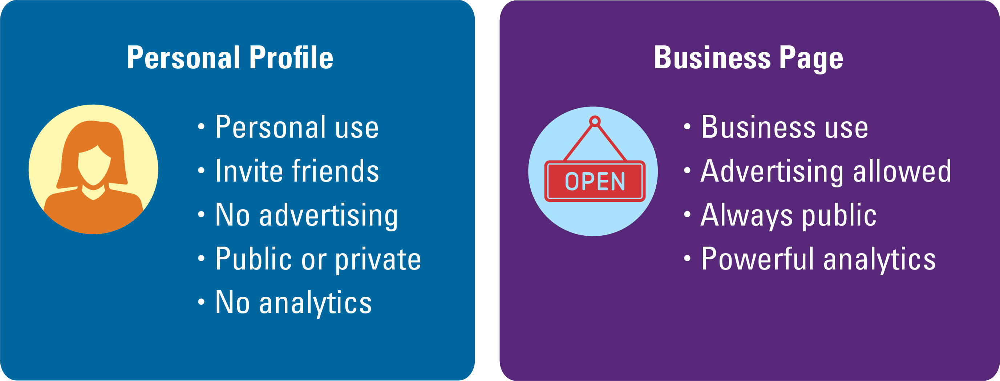 Personal Profile
• Personal use
• Invite friends
• No advertising
• Public or private
• No analytics
Business Page
OPEN
• Business use
• Advertising allowed
• Always public
• Powerful analytics